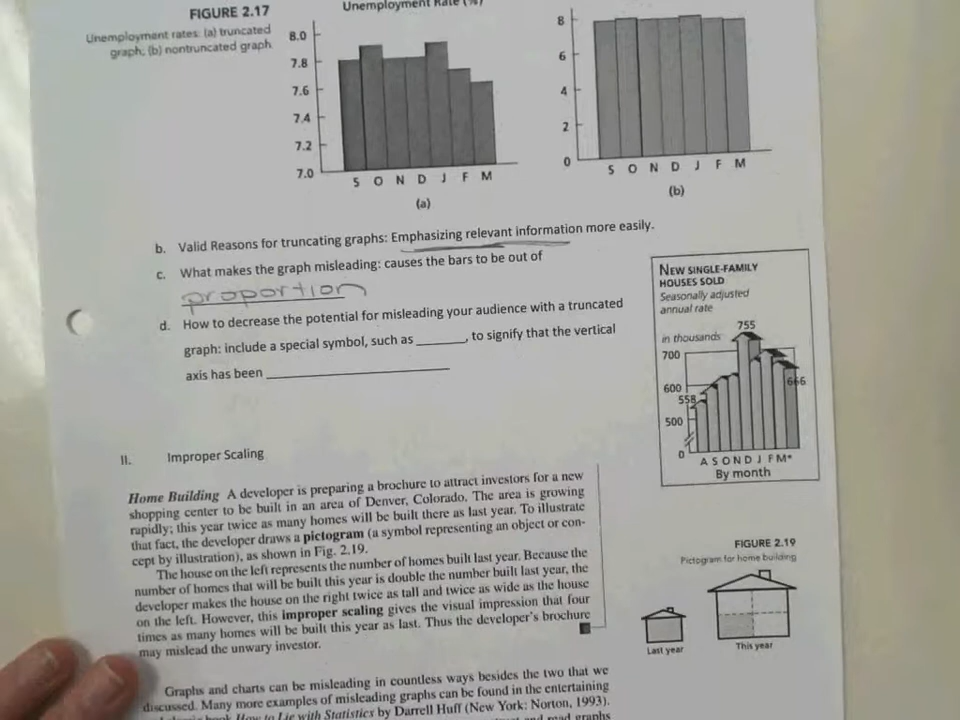 FIGURE 2.17
Unemployment rates: (a) truncated
graph; (b) nontruncated graph
Unemployment Rate (%)
8.0
7.8
7.6
7.4
7.2
7.0
S O N D J F M
(a)
8
6
4
2
0
S O N D J F M
(b)
b. Valid Reasons for truncating graphs: Emphasizing relevant information more easily.
c. What makes the graph misleading: causes the bars to be out of
proportion
d. How to decrease the potential for misleading your audience with a truncated
graph: include a special symbol, such as ______, to signify that the vertical
axis has been ______________________
NEW SINGLE-FAMILY
HOUSES SOLD
Seasonally adjusted
annual rate
in thousands
755
700
600
558
666
500
0
A S O N D J F M*
By month
II. Improper Scaling
Home Building A developer is preparing a brochure to attract investors for a new
shopping center to be built in an area of Denver, Colorado. The area is growing
rapidly; this year twice as many homes will be built there as last year. To illustrate
that fact, the developer draws a pictogram (a symbol representing an object or con-
cept by illustration), as shown in Fig. 2.19.
The house on the left represents the number of homes built last year. Because the
number of homes that will be built this year is double the number built last year, the
developer makes the house on the right twice as tall and twice as wide as the house
on the left. However, this improper scaling gives the visual impression that four
times as many homes will be built this year as last. Thus the developer's brochure
may mislead the unwary investor.
FIGURE 2.19
Pictogram for home building
Last year
This year
Graphs and charts can be misleading in countless ways besides the two that we
discussed. Many more examples of misleading graphs can be found in the entertaining
book How to Lie with Statistics by Darrell Huff (New York: Norton, 1993).
and read graphs